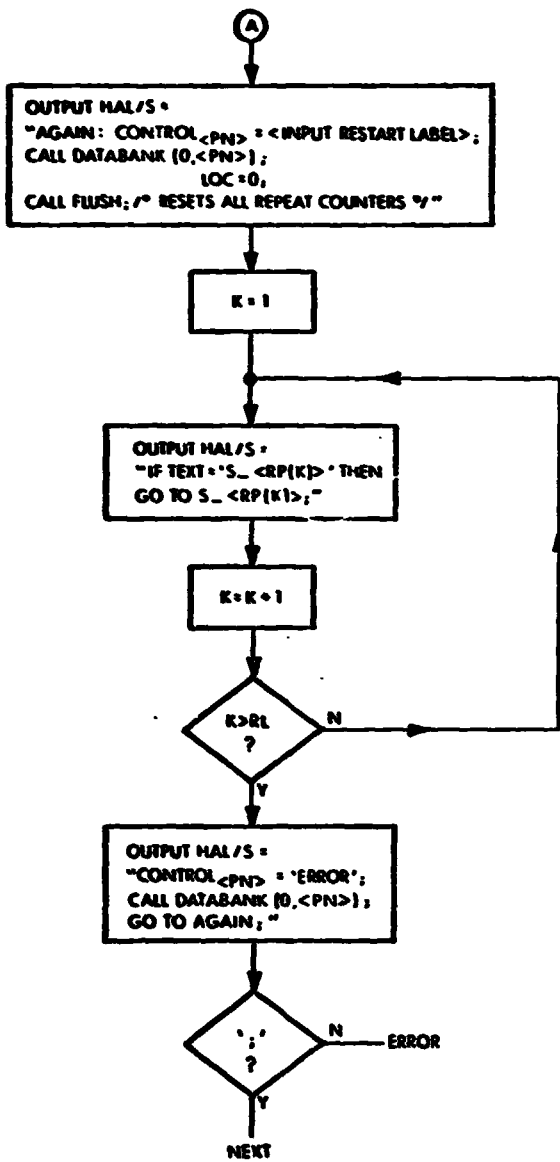 A
OUTPUT HAL/S =
"AGAIN: CONTROL<PN> = <INPUT RESTART LABEL>;
CALL DATABANK (0,<PN>);
LOC =0;
CALL FLUSH; /* RESETS ALL REPEAT COUNTERS */"
K = 1
OUTPUT HAL/S =
"IF TEXT = 'S_ <RP(K)> ' THEN
GO TO S_ <RP(K)>;"
K = K + 1
K>RL
?
N
Y
OUTPUT HAL/S =
"CONTROL<PN> = 'ERROR';
CALL DATABANK (0,<PN>);
GO TO AGAIN; "
';'
?
N
ERROR
Y
NEXT